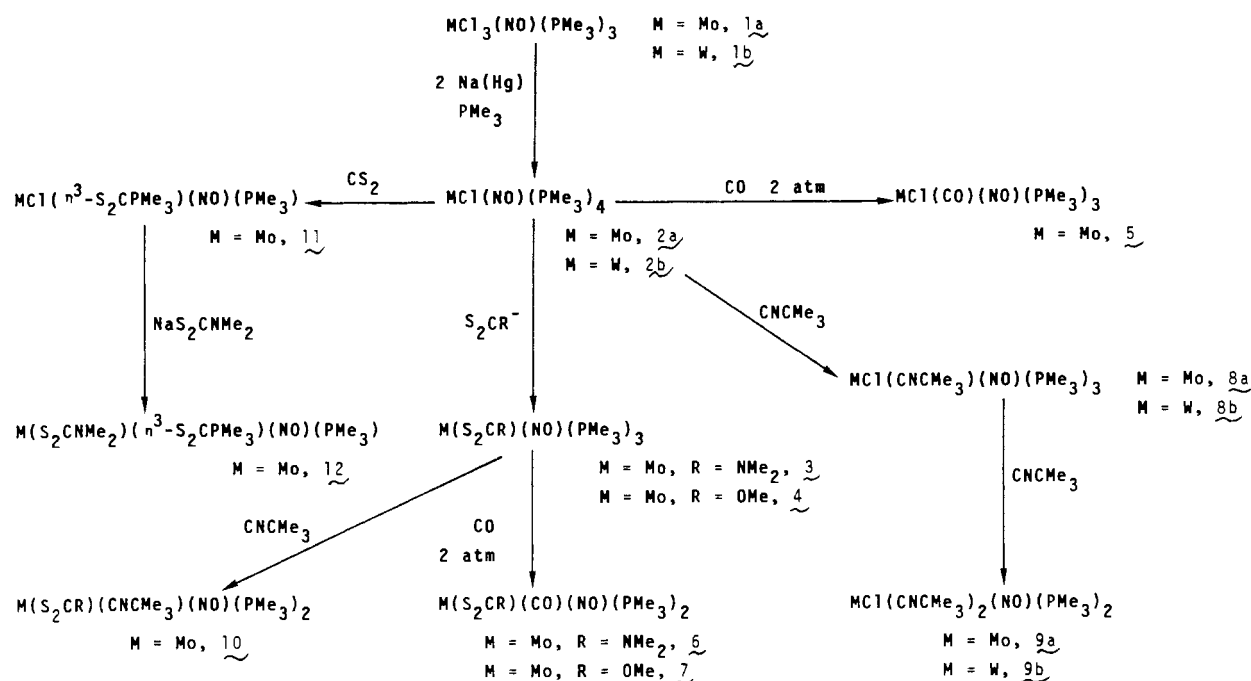 MCl₃(NO)(PMe₃)₃ M = Mo, 1a
M = W, 1b
2 Na(Hg)
PMe₃
MCl(η³-S₂CPMe₃)(NO)(PMe₃)
M = Mo, 11
CS₂
MCl(NO)(PMe₃)₄
M = Mo, 2a
M = W, 2b
CO 2 atm
MCl(CO)(NO)(PMe₃)₃
M = Mo, 5
NaS₂CNMe₂
S₂CR⁻
CNCMe₃
MCl(CNCMe₃)(NO)(PMe₃)₃ M = Mo, 8a
M = W, 8b
M(S₂CNMe₂)(η³-S₂CPMe₃)(NO)(PMe₃)
M = Mo, 12
M(S₂CR)(NO)(PMe₃)₃
M = Mo, R = NMe₂, 3
M = Mo, R = OMe, 4
CNCMe₃
CNCMe₃
CO
2 atm
M(S₂CR)(CNCMe₃)(NO)(PMe₃)₂
M = Mo, 10
M(S₂CR)(CO)(NO)(PMe₃)₂
M = Mo, R = NMe₂, 6
M = Mo, R = OMe, 7
MCl(CNCMe₃)₂(NO)(PMe₃)₂
M = Mo, 9a
M = W, 9b